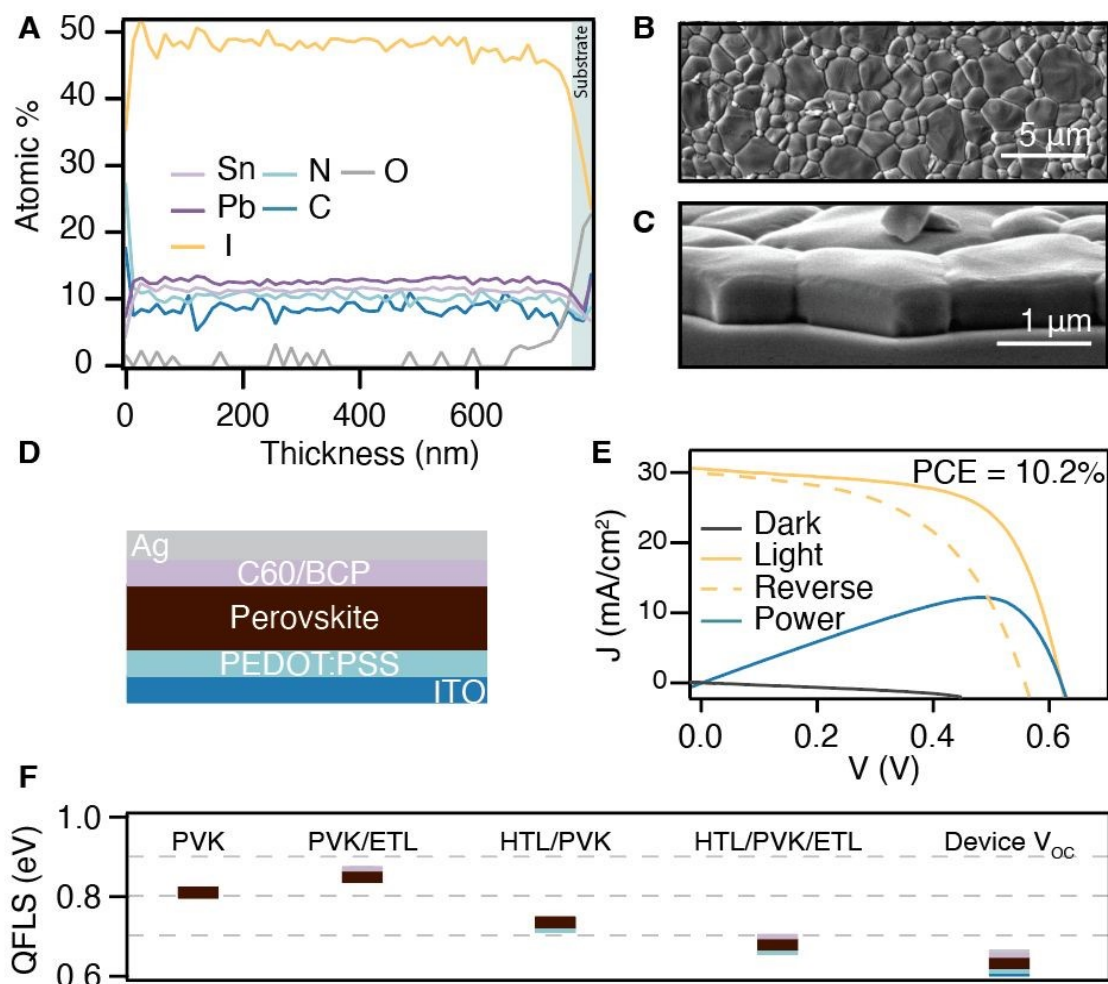 A
50
40
30
20
10
0
Atomic %
Substrate
Sn N O
Pb C
I
0 200 400 600
Thickness (nm)
B
5 µm
C
1 µm
D
Ag
C60/BCP
Perovskite
PEDOT:PSS
ITO
E
PCE = 10.2%
30
20
10
0
J (mA/cm²)
Dark
Light
Reverse
Power
0.0 0.2 0.4 0.6
V (V)
F
1.0
0.8
0.6
QFLS (eV)
PVK PVK/ETL HTL/PVK HTL/PVK/ETL Device VOC